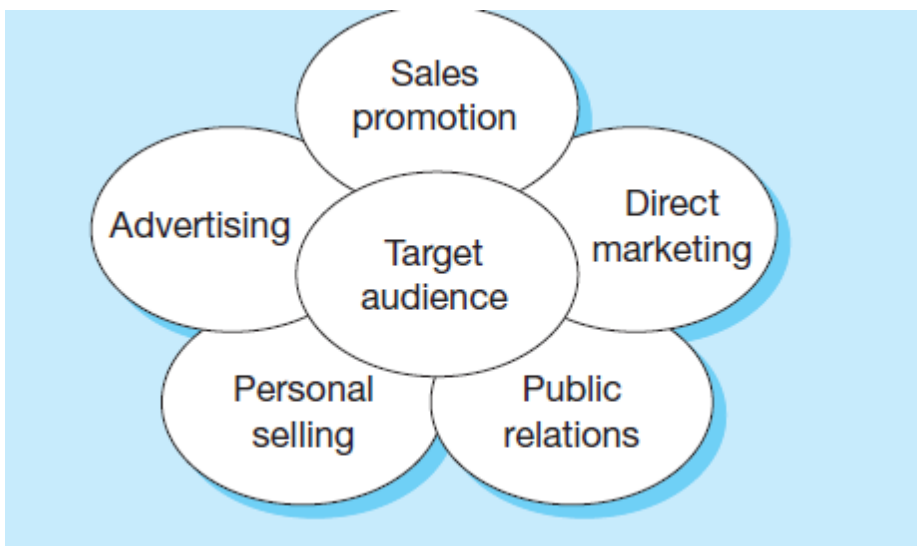 Sales
promotion
Advertising
Direct
marketing
Target
audience
Personal
selling
Public
relations